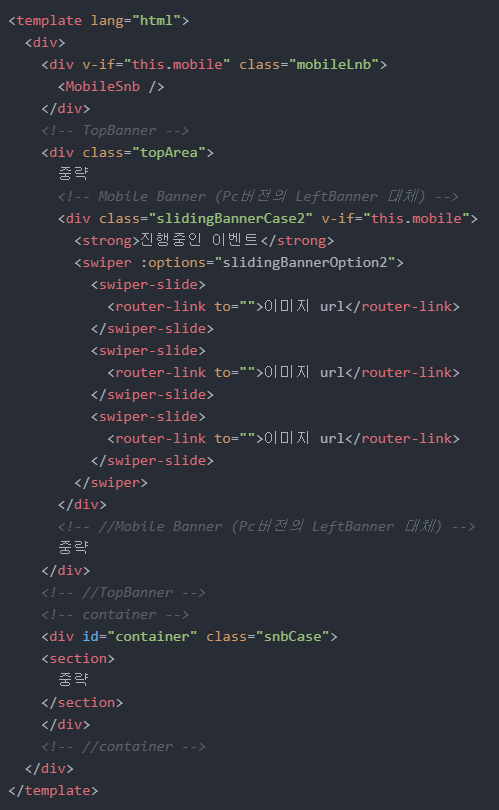 <template lang="html">
<div>
<div v-if="this.mobile" class="mobileLnb">
<MobileSnb />
</div>
<!-- TopBanner -->
<div class="topArea">
중략
<!-- Mobile Banner (Pc버전의 LeftBanner 대체) -->
<div class="slidingBannerCase2" v-if="this.mobile">
<strong>진행중인 이벤트</strong>
<swiper :options="slidingBannerOption2">
<swiper-slide>
<router-link to="">이미지 url</router-link>
</swiper-slide>
<swiper-slide>
<router-link to="">이미지 url</router-link>
</swiper-slide>
<swiper-slide>
<router-link to="">이미지 url</router-link>
</swiper-slide>
</swiper>
</div>
<!-- //Mobile Banner (Pc버전의 LeftBanner 대체) -->
중략
</div>
<!-- //TopBanner -->
<!-- container -->
<div id="container" class="snbCase">
<section>
중략
</section>
</div>
<!-- //container -->
</div>
</template>